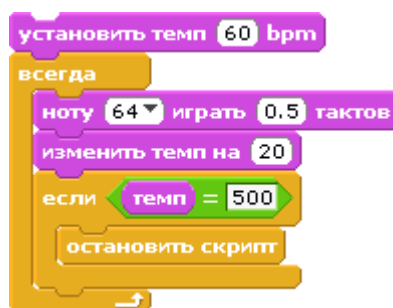 установить темп 60 bpm
всегда
ноту 64 играть 0.5 тактов
изменить темп на 20
если темп = 500
остановить скрипт